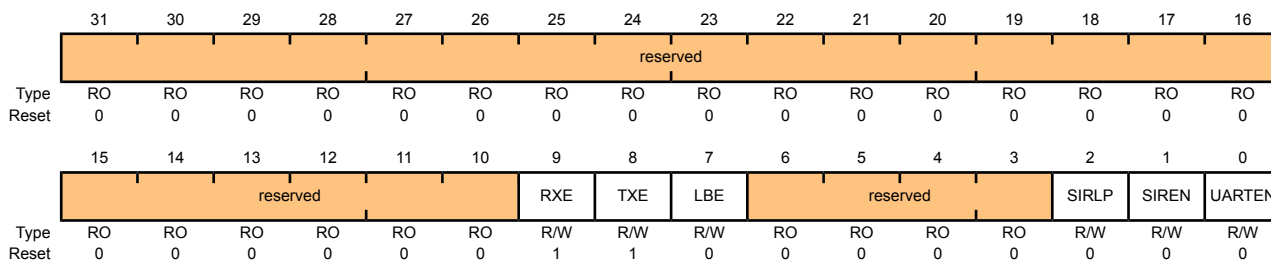 31 30 29 28 27 26 25 24 23 22 21 20 19 18 17 16
reserved
Type RO RO RO RO RO RO RO RO RO RO RO RO RO RO RO RO
Reset 0 0 0 0 0 0 0 0 0 0 0 0 0 0 0 0
15 14 13 12 11 10 9 8 7 6 5 4 3 2 1 0
reserved RXE TXE LBE reserved SIRLP SIREN UARTEN
Type RO RO RO RO RO RO R/W R/W R/W RO RO RO RO R/W R/W R/W
Reset 0 0 0 0 0 0 1 1 0 0 0 0 0 0 0 0